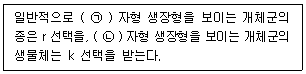 일반적으로 ( ㉠ ) 자형 생장형을 보이는 개체군의
종은 r 선택을, ( ㉡ ) 자형 생장형을 보이는 개체군의
생물체는 k 선택을 받는다.